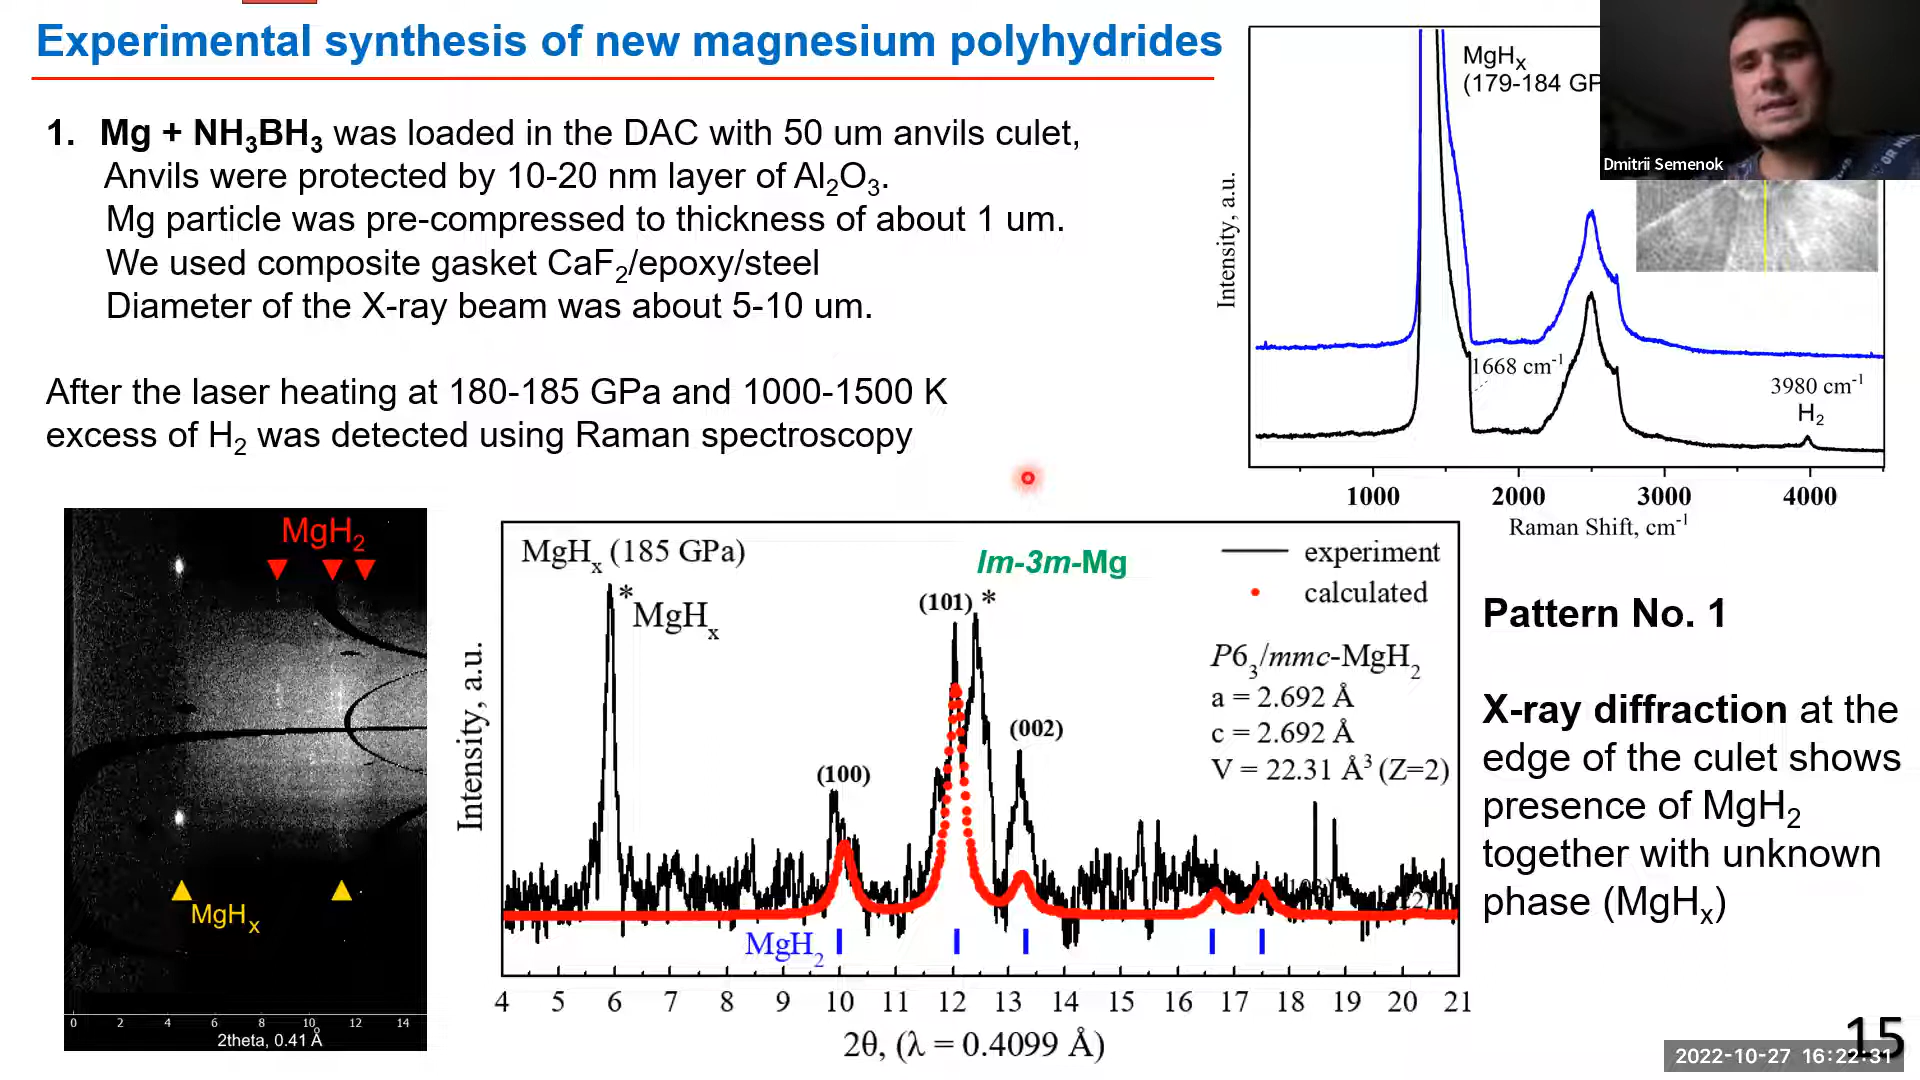 Experimental synthesis of new magnesium polyhydrides
1. Mg + NH₃BH₃ was loaded in the DAC with 50 um anvils culet,
Anvils were protected by 10-20 nm layer of Al₂O₃.
Mg particle was pre-compressed to thickness of about 1 um.
We used composite gasket CaF₂/epoxy/steel
Diameter of the X-ray beam was about 5-10 um.
After the laser heating at 180-185 GPa and 1000-1500 K
excess of H₂ was detected using Raman spectroscopy
MgHₓ
(179-184 GP
Dmitrii Semenok
Intensity, a.u.
1668 cm⁻¹
3980 cm⁻¹
H₂
1000 2000 3000 4000
Raman Shift, cm⁻¹
MgH₂
MgHₓ
0 2 4 6 8 10 12 14
2theta, 0.41 Å
MgHₓ (185 GPa)
Im-3m-Mg
experiment
calculated
* MgHₓ
(101) *
(100)
(002)
P6₃/mmc-MgH₂
a = 2.692 Å
c = 2.692 Å
V = 22.31 Å³ (Z=2)
Intensity, a.u.
MgH₂
4 5 6 7 8 9 10 11 12 13 14 15 16 17 18 19 20 21
2θ, (λ = 0.4099 Å)
Pattern No. 1
X-ray diffraction at the
edge of the culet shows
presence of MgH₂
together with unknown
phase (MgHₓ)
15
2022-10-27 16:22:31